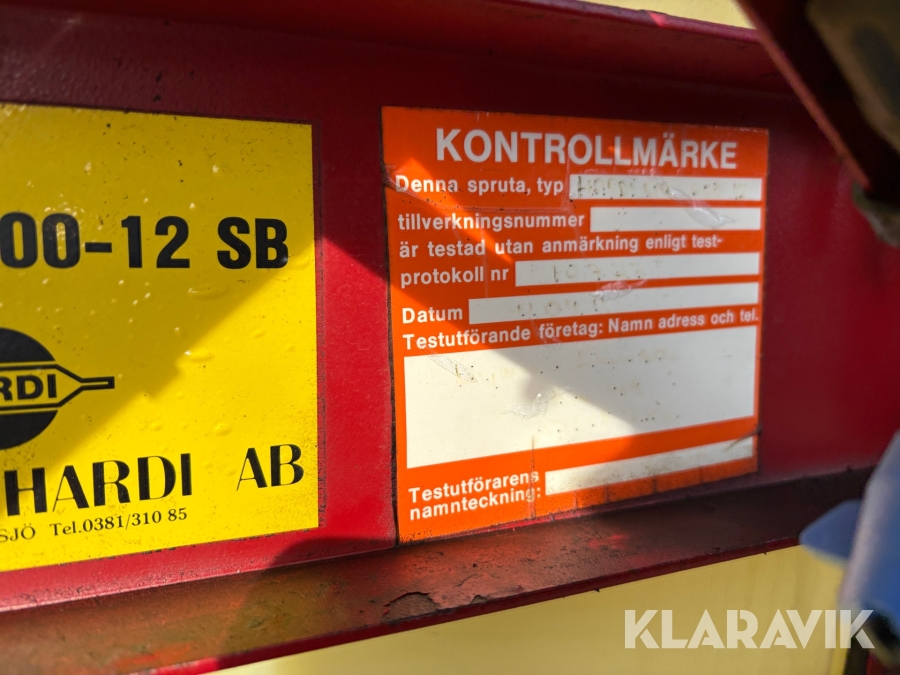 00-12 SB
RDI
HARDI AB
SJÖ Tel.0381/310 85
KONTROLLMÄRKE
Denna spruta, typ
tillverkningsnummer
är testad utan anmärkning enligt test-
protokoll nr
Datum
Testutförande företag: Namn adress och tel.
Testutförarens
namnteckning:
KLARAVIK